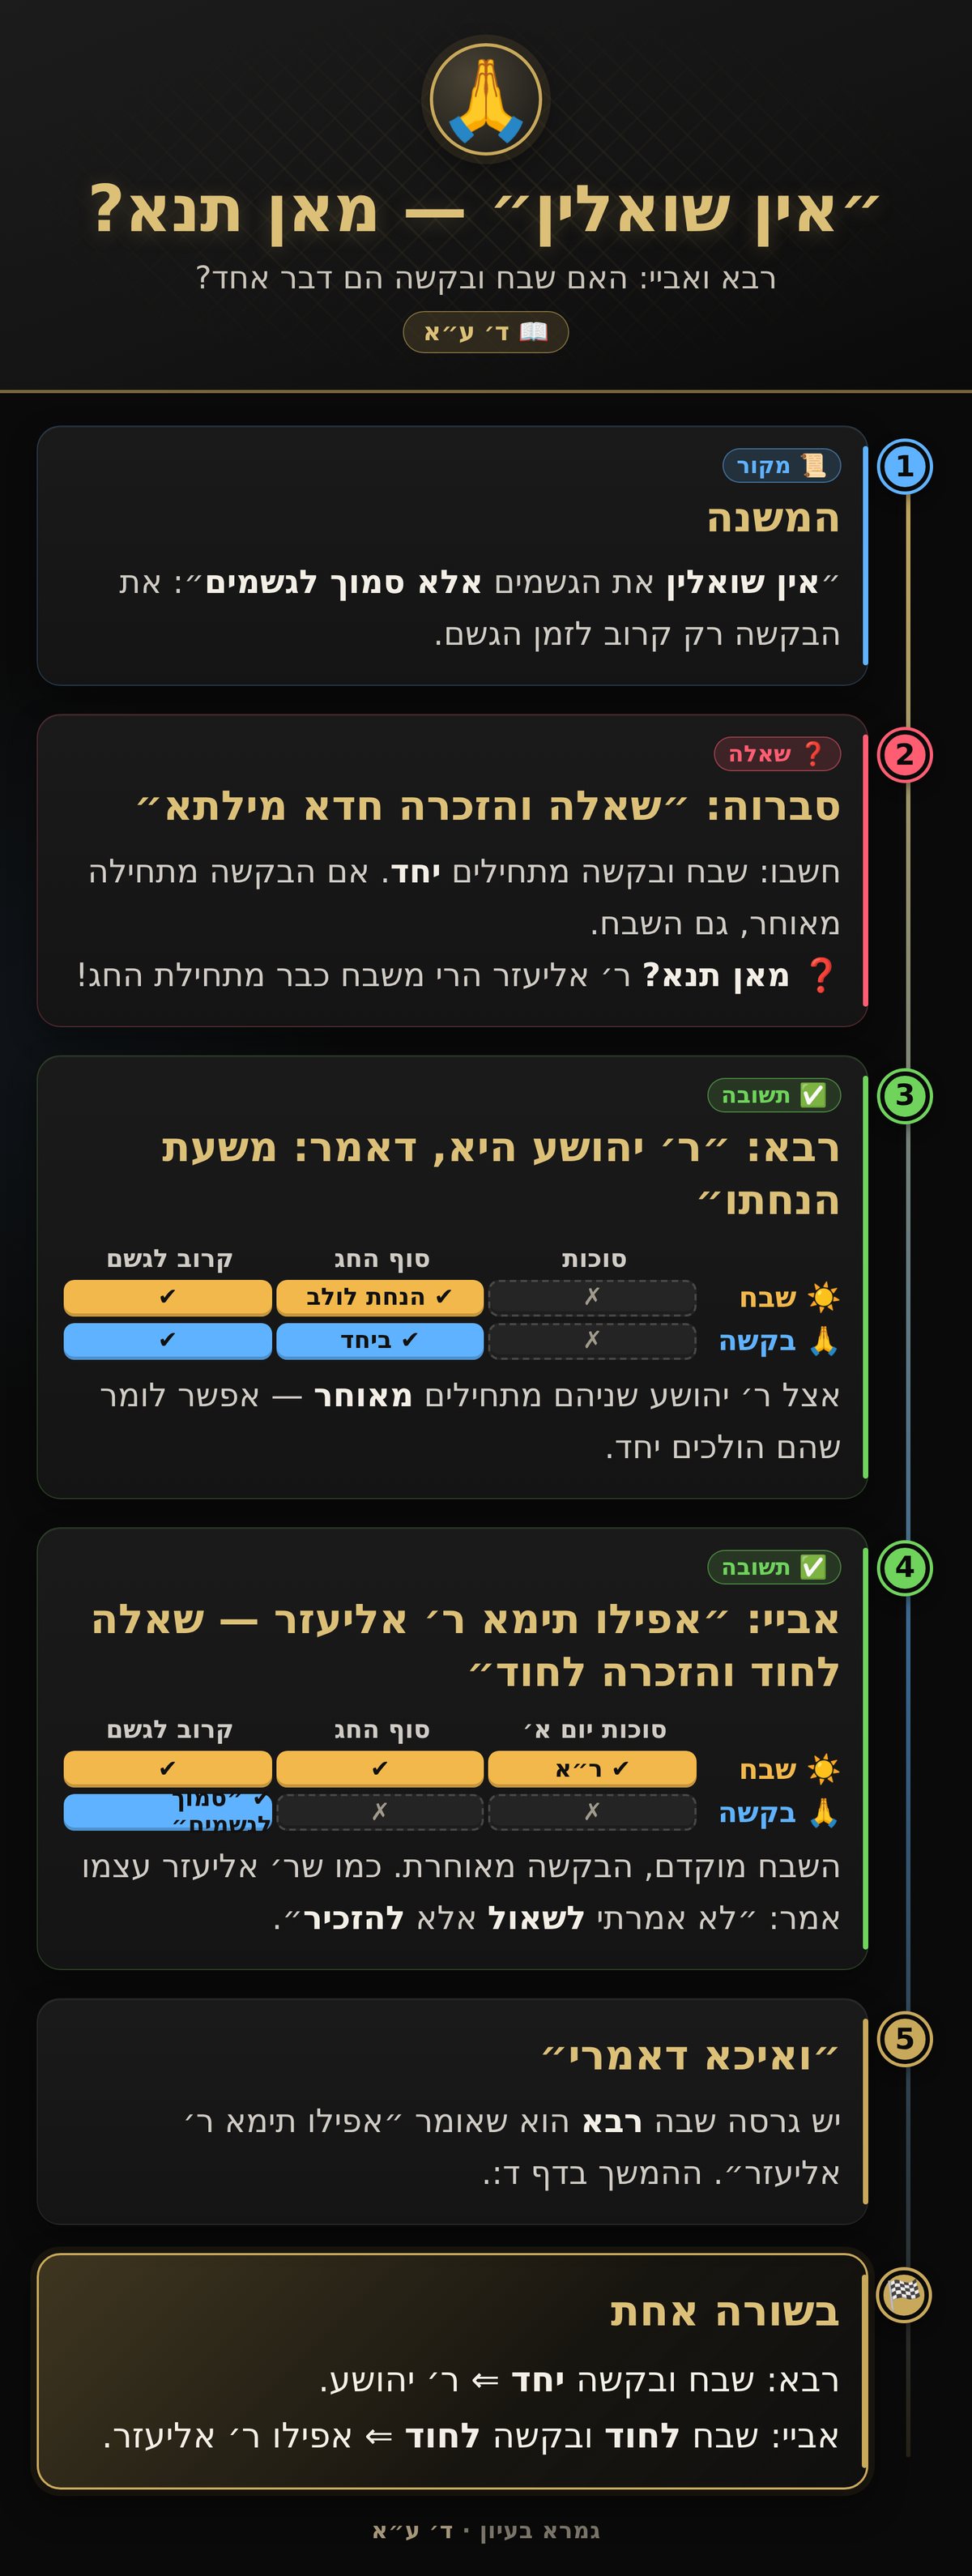 ״אין שואלין״ — מאן תנא?
רבא ואביי: האם שבח ובקשה הם דבר אחד?
📖 ד׳ ע״א
1
📜 מקור
המשנה
״אין שואלין את הגשמים אלא סמוך לגשמים״: את
הבקשה רק קרוב לזמן הגשם.
2
❓ שאלה
סברוה: ״שאלה והזכרה חדא מילתא״
חשבו: שבח ובקשה מתחילים יחד. אם הבקשה מתחילה
מאוחר, גם השבח.
❓ מאן תנא? ר׳ אליעזר הרי משבח כבר מתחילת החג!
3
✅ תשובה
רבא: ״ר׳ יהושע היא, דאמר: משעת
הנחתו״
סוכות סוף החג קרוב לגשם
☀️ שבח ✗ ✔ הנחת לולב ✔
🙏 בקשה ✗ ✔ ביחד ✔
אצל ר׳ יהושע שניהם מתחילים מאוחר — אפשר לומר
שהם הולכים יחד.
4
✅ תשובה
אביי: ״אפילו תימא ר׳ אליעזר — שאלה
לחוד והזכרה לחוד״
סוכות יום א׳ סוף החג קרוב לגשם
☀️ שבח ✔ ר״א ✔ ✔
🙏 בקשה ✗ ✗ ✔ ״סמוך
לגשמים״
השבח מוקדם, הבקשה מאוחרת. כמו שר׳ אליעזר עצמו
אמר: ״לא אמרתי לשאול אלא להזכיר״.
5
״ואיכא דאמרי״
יש גרסה שבה רבא הוא שאומר ״אפילו תימא ר׳
אליעזר״. ההמשך בדף ד:.
🏁
בשורה אחת
רבא: שבח ובקשה יחד ⇐ ר׳ יהושע.
אביי: שבח לחוד ובקשה לחוד ⇐ אפילו ר׳ אליעזר.
גמרא בעיון · ד׳ ע״א